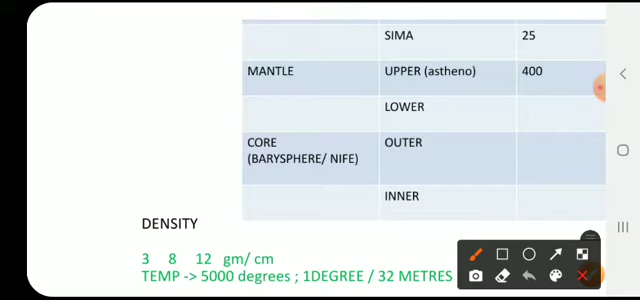 SIMA 25
MANTLE UPPER (astheno) 400
LOWER
CORE OUTER
(BARYSPHERE/ NIFE)
INNER
DENSITY
3 8 12 gm/ cm
TEMP -> 5000 degrees ; 1DEGREE / 32 METRES